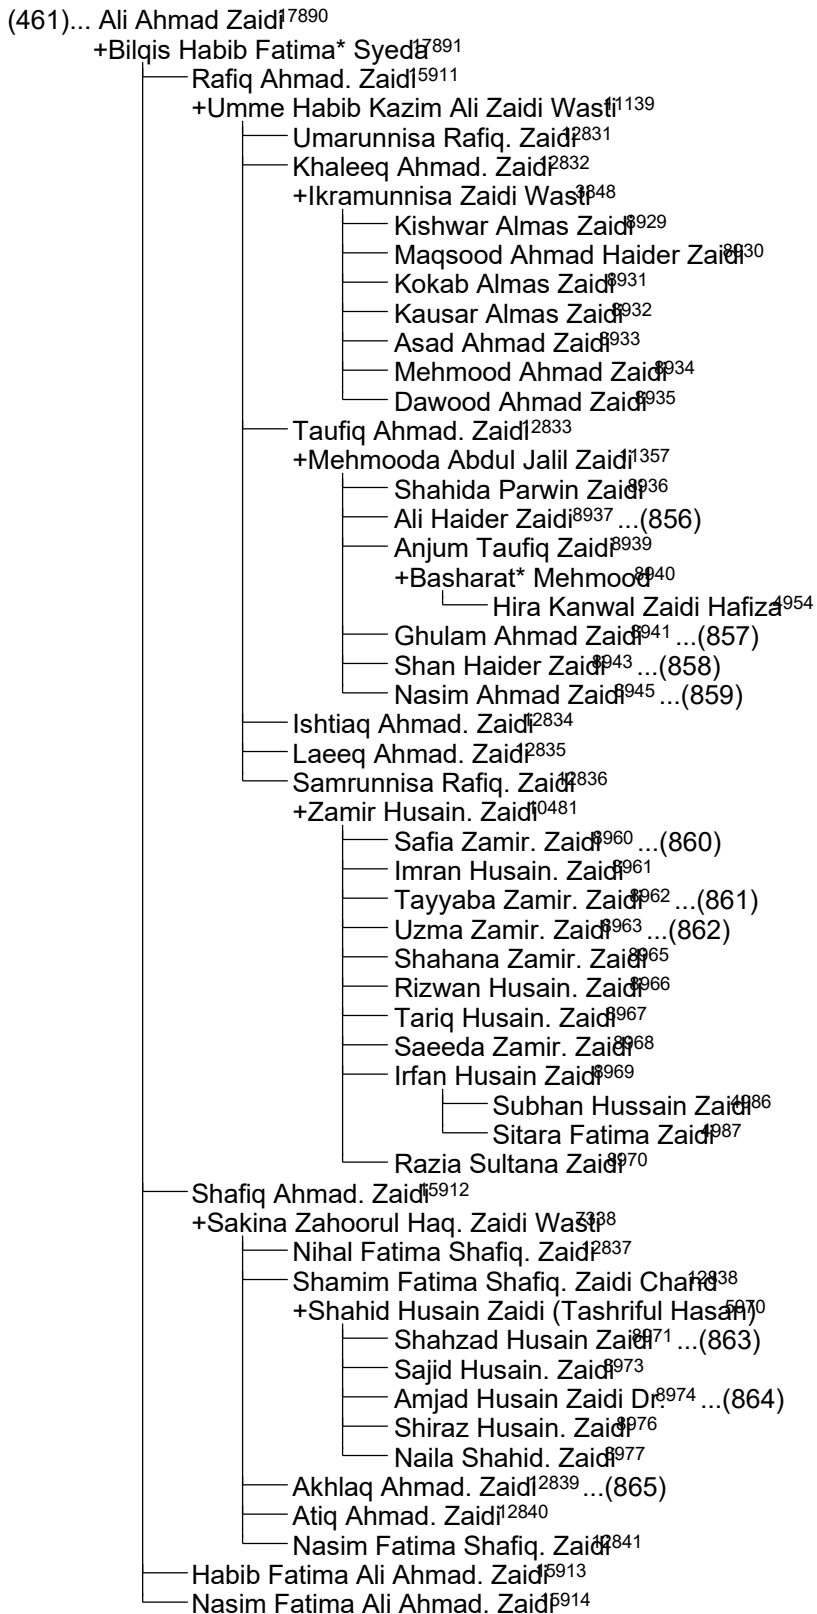 (461)... Ali Ahmad Zaidi17890
+Bilqis Habib Fatima* Syeda17891
Rafiq Ahmad. Zaidi15911
+Umme Habib Kazim Ali Zaidi Wasti11139
Umarunnisa Rafiq. Zaidi12831
Khaleeq Ahmad. Zaidi12832
+Ikramunnisa Zaidi Wasti3848
Kishwar Almas Zaidi8929
Maqsood Ahmad Haider Zaidi8930
Kokab Almas Zaidi8931
Kausar Almas Zaidi8932
Asad Ahmad Zaidi8933
Mehmood Ahmad Zaidi8934
Dawood Ahmad Zaidi8935
Taufiq Ahmad. Zaidi12833
+Mehmooda Abdul Jalil Zaidi11357
Shahida Parwin Zaidi8936
Ali Haider Zaidi8937 ...(856)
Anjum Taufiq Zaidi8939
+Basharat* Mehmood8940
Hira Kanwal Zaidi Hafiza4954
Ghulam Ahmad Zaidi8941 ...(857)
Shan Haider Zaidi8943 ...(858)
Nasim Ahmad Zaidi8945 ...(859)
Ishtiaq Ahmad. Zaidi12834
Laeeq Ahmad. Zaidi12835
Samrunnisa Rafiq. Zaidi12836
+Zamir Husain. Zaidi10481
Safia Zamir. Zaidi8960 ...(860)
Imran Husain. Zaidi8961
Tayyaba Zamir. Zaidi8962 ...(861)
Uzma Zamir. Zaidi8963 ...(862)
Shahana Zamir. Zaidi8965
Rizwan Husain. Zaidi8966
Tariq Husain. Zaidi8967
Saeeda Zamir. Zaidi8968
Irfan Husain Zaidi8969
Subhan Hussain Zaidi4986
Sitara Fatima Zaidi4987
Razia Sultana Zaidi8970
Shafiq Ahmad. Zaidi15912
+Sakina Zahoorul Haq. Zaidi Wasti7338
Nihal Fatima Shafiq. Zaidi12837
Shamim Fatima Shafiq. Zaidi Chand12838
+Shahid Husain Zaidi (Tashriful Hasan)5970
Shahzad Husain Zaidi8971 ...(863)
Sajid Husain. Zaidi8973
Amjad Husain Zaidi Dr.8974 ...(864)
Shiraz Husain. Zaidi8976
Naila Shahid. Zaidi8977
Akhlaq Ahmad. Zaidi12839 ...(865)
Atiq Ahmad. Zaidi12840
Nasim Fatima Shafiq. Zaidi12841
Habib Fatima Ali Ahmad. Zaidi15913
Nasim Fatima Ali Ahmad. Zaidi15914